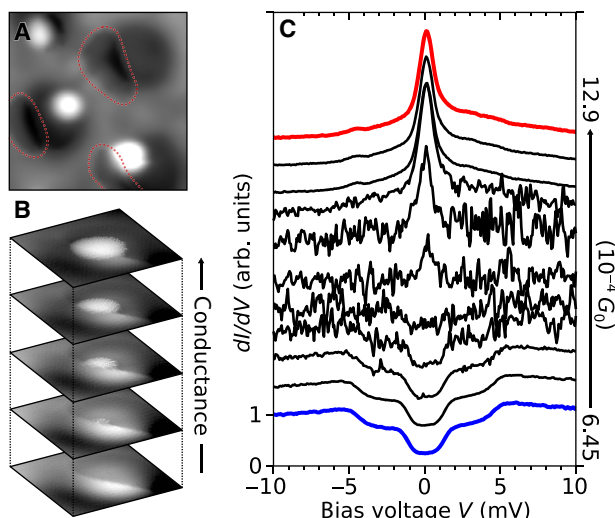 A
B
Conductance
C
dI/dV (arb. units)
1
0
−10
−5
0
5
10
Bias voltage V (mV)
12.9
(10⁻⁴ G₀)
6.45